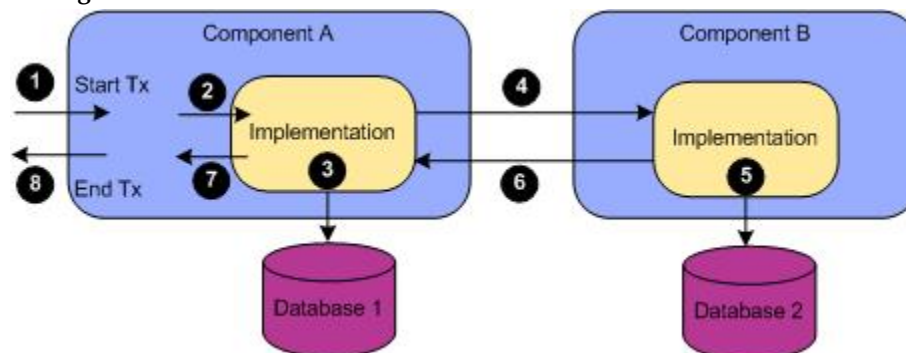 Component A
Component B
1
Start Tx
2
4
Implementation
Implementation
8
End Tx
7
3
6
5
Database 1
Database 2